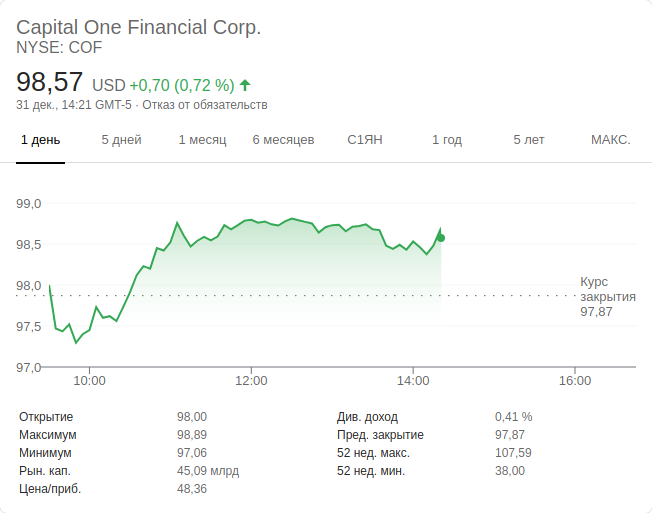 Capital One Financial Corp.
NYSE: COF
98,57 USD +0,70 (0,72 %)
31 дек., 14:21 GMT-5 · Отказ от обязательств
1 день 5 дней 1 месяц 6 месяцев С1ЯН 1 год 5 лет МАКС.
99,0
98,5
98,0
Курс
закрытия
97,87
97,5
97,0
10:00 12:00 14:00 16:00
Открытие 98,00 Див. доход 0,41 %
Максимум 98,89 Пред. закрытие 97,87
Минимум 97,06 52 нед. макс. 107,59
Рын. кап. 45,09 млрд 52 нед. мин. 38,00
Цена/приб. 48,36